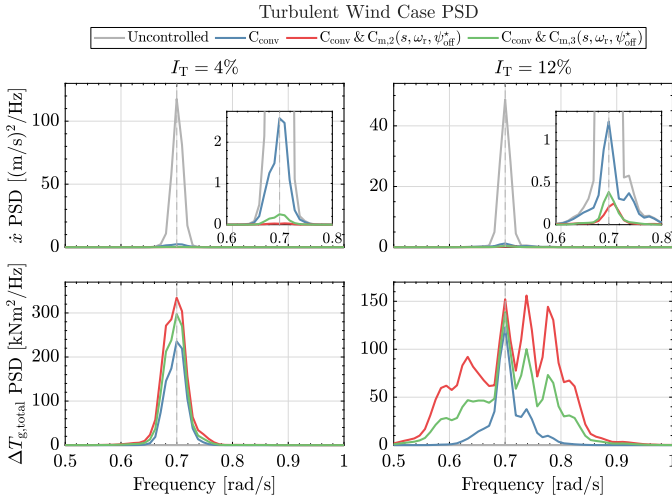 Turbulent Wind Case PSD
Uncontrolled C_conv C_conv & C_m,2(s, ω_r, ψ*_off) C_conv & C_m,3(s, ω_r, ψ*_off)
I_T = 4% I_T = 12%
ẋ PSD [(m/s)²/Hz]
100
50
0
2
1
0
0.6 0.7 0.8
40
20
0
1
0.5
0
0.6 0.7 0.8
ΔT_g,total PSD [kNm²/Hz]
300
200
100
0
0.5 0.6 0.7 0.8 0.9 1
Frequency [rad/s]
150
100
50
0
0.5 0.6 0.7 0.8 0.9 1
Frequency [rad/s]